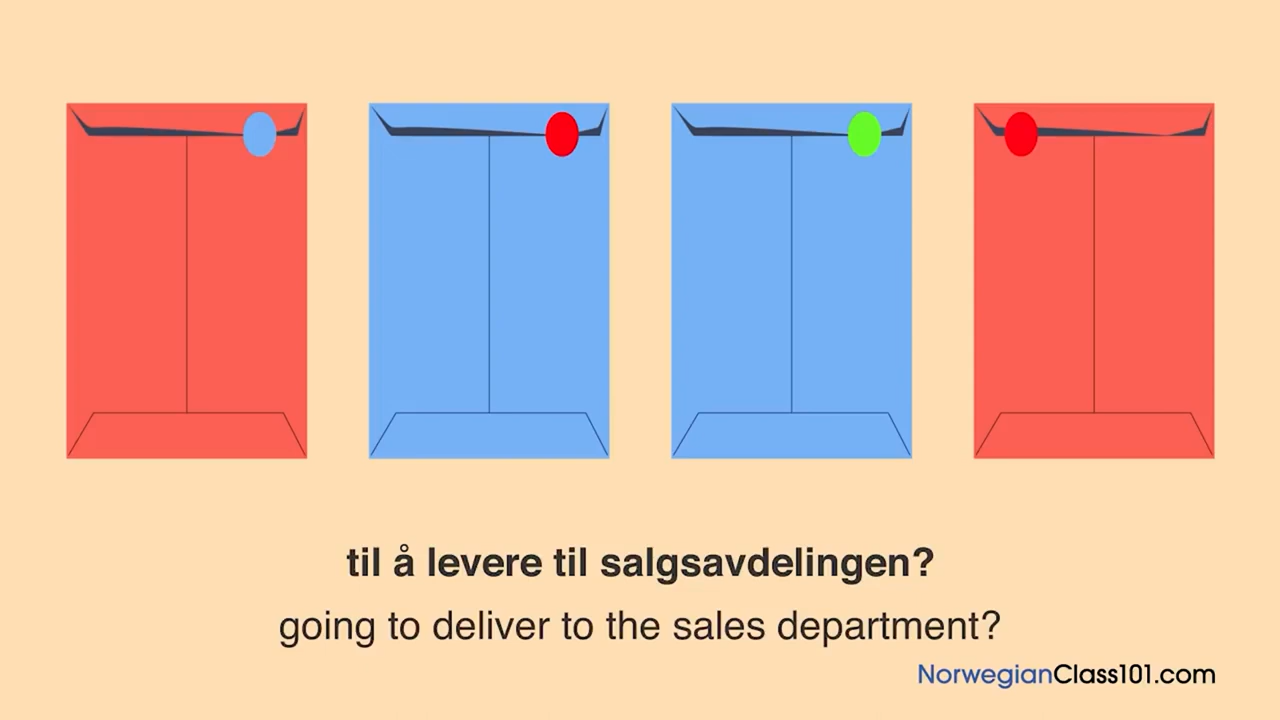 til å levere til salgsavdelingen?
going to deliver to the sales department?
NorwegianClass101.com